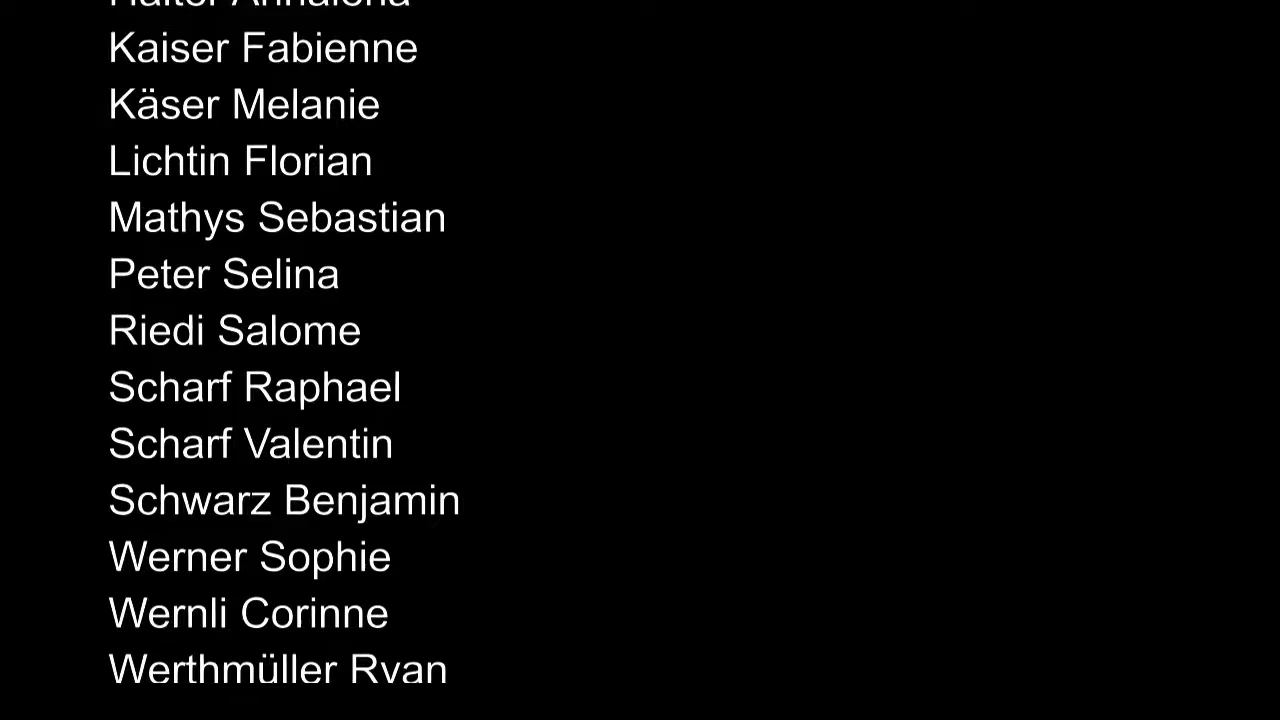 Kaiser Fabienne
Käser Melanie
Lichtin Florian
Mathys Sebastian
Peter Selina
Riedi Salome
Scharf Raphael
Scharf Valentin
Schwarz Benjamin
Werner Sophie
Wernli Corinne
Werthmüller Ryan